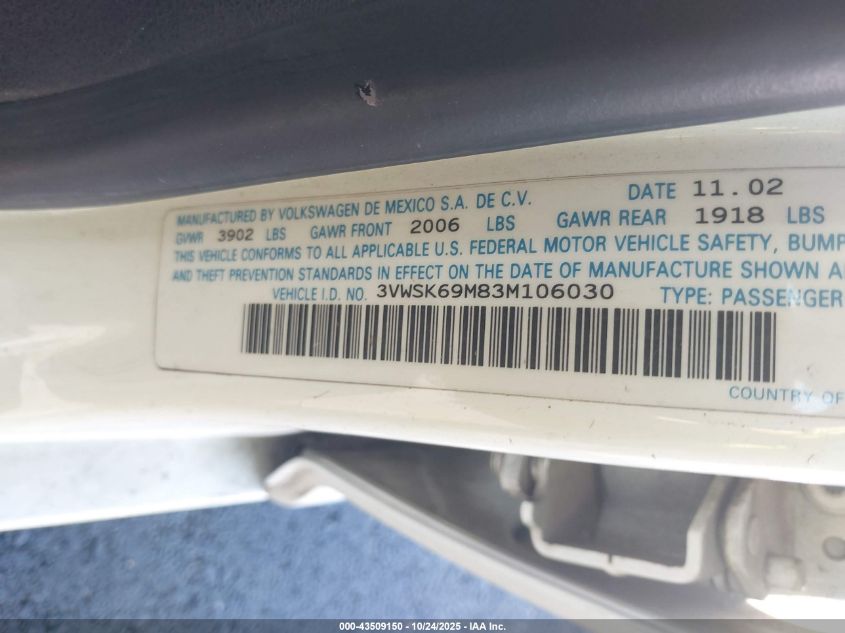 MANUFACTURED BY VOLKSWAGEN DE MEXICO S.A. DE C.V. DATE 11.02
GVWR 3902 LBS GAWR FRONT 2006 LBS GAWR REAR 1918 LBS
THIS VEHICLE CONFORMS TO ALL APPLICABLE U.S. FEDERAL MOTOR VEHICLE SAFETY, BUMP
AND THEFT PREVENTION STANDARDS IN EFFECT ON THE DATE OF MANUFACTURE SHOWN A
VEHICLE I.D. NO. 3VWSK69M83M106030 TYPE: PASSENGER
COUNTRY OF
000-43509150 - 10/24/2025 - IAA Inc.